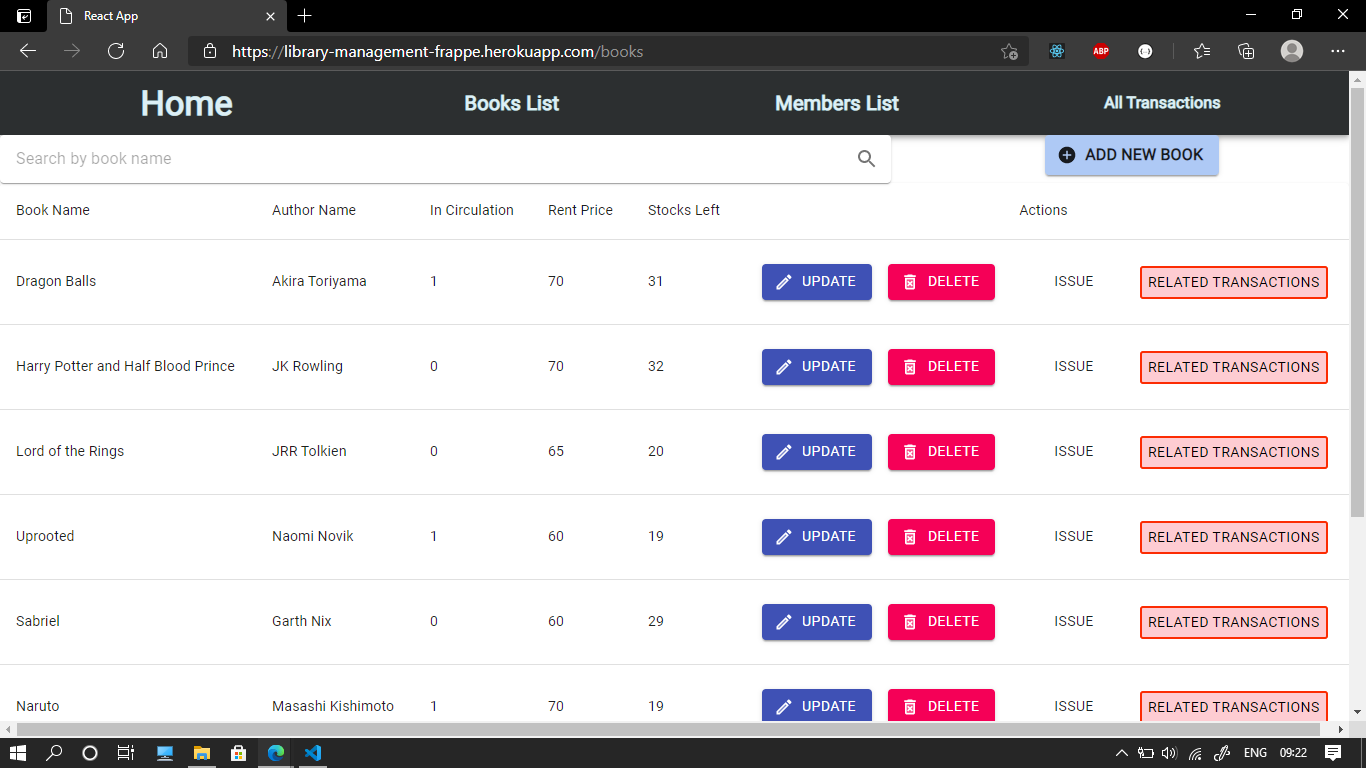 React App
https://library-management-frappe.herokuapp.com/books
ABP
Home Books List Members List All Transactions
Search by book name ADD NEW BOOK
Book Name Author Name In Circulation Rent Price Stocks Left Actions
Dragon Balls Akira Toriyama 1 70 31 UPDATE DELETE ISSUE RELATED TRANSACTIONS
Harry Potter and Half Blood Prince JK Rowling 0 70 32 UPDATE DELETE ISSUE RELATED TRANSACTIONS
Lord of the Rings JRR Tolkien 0 65 20 UPDATE DELETE ISSUE RELATED TRANSACTIONS
Uprooted Naomi Novik 1 60 19 UPDATE DELETE ISSUE RELATED TRANSACTIONS
Sabriel Garth Nix 0 60 29 UPDATE DELETE ISSUE RELATED TRANSACTIONS
Naruto Masashi Kishimoto 1 70 19 UPDATE DELETE ISSUE RELATED TRANSACTIONS
ENG 09:22